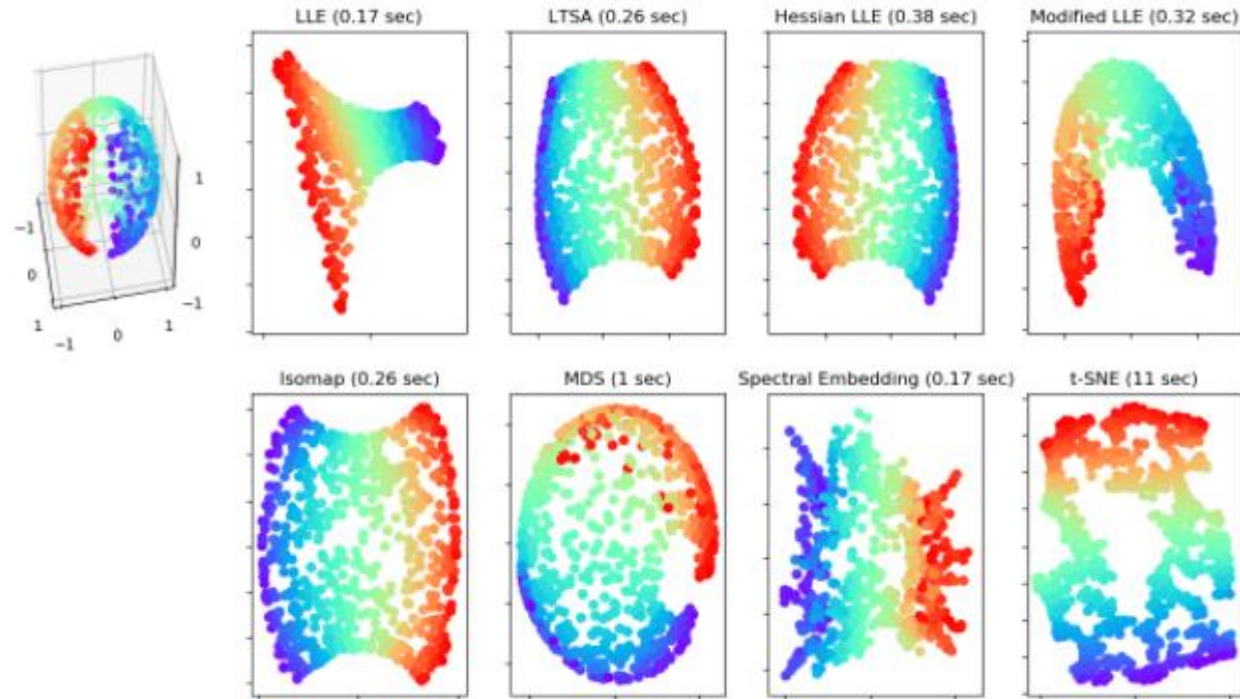 LLE (0.17 sec)
LTSA (0.26 sec)
Hessian LLE (0.38 sec)
Modified LLE (0.32 sec)
1
0
−1
−1
0
1
−1
0
1
Isomap (0.26 sec)
MDS (1 sec)
Spectral Embedding (0.17 sec)
t-SNE (11 sec)